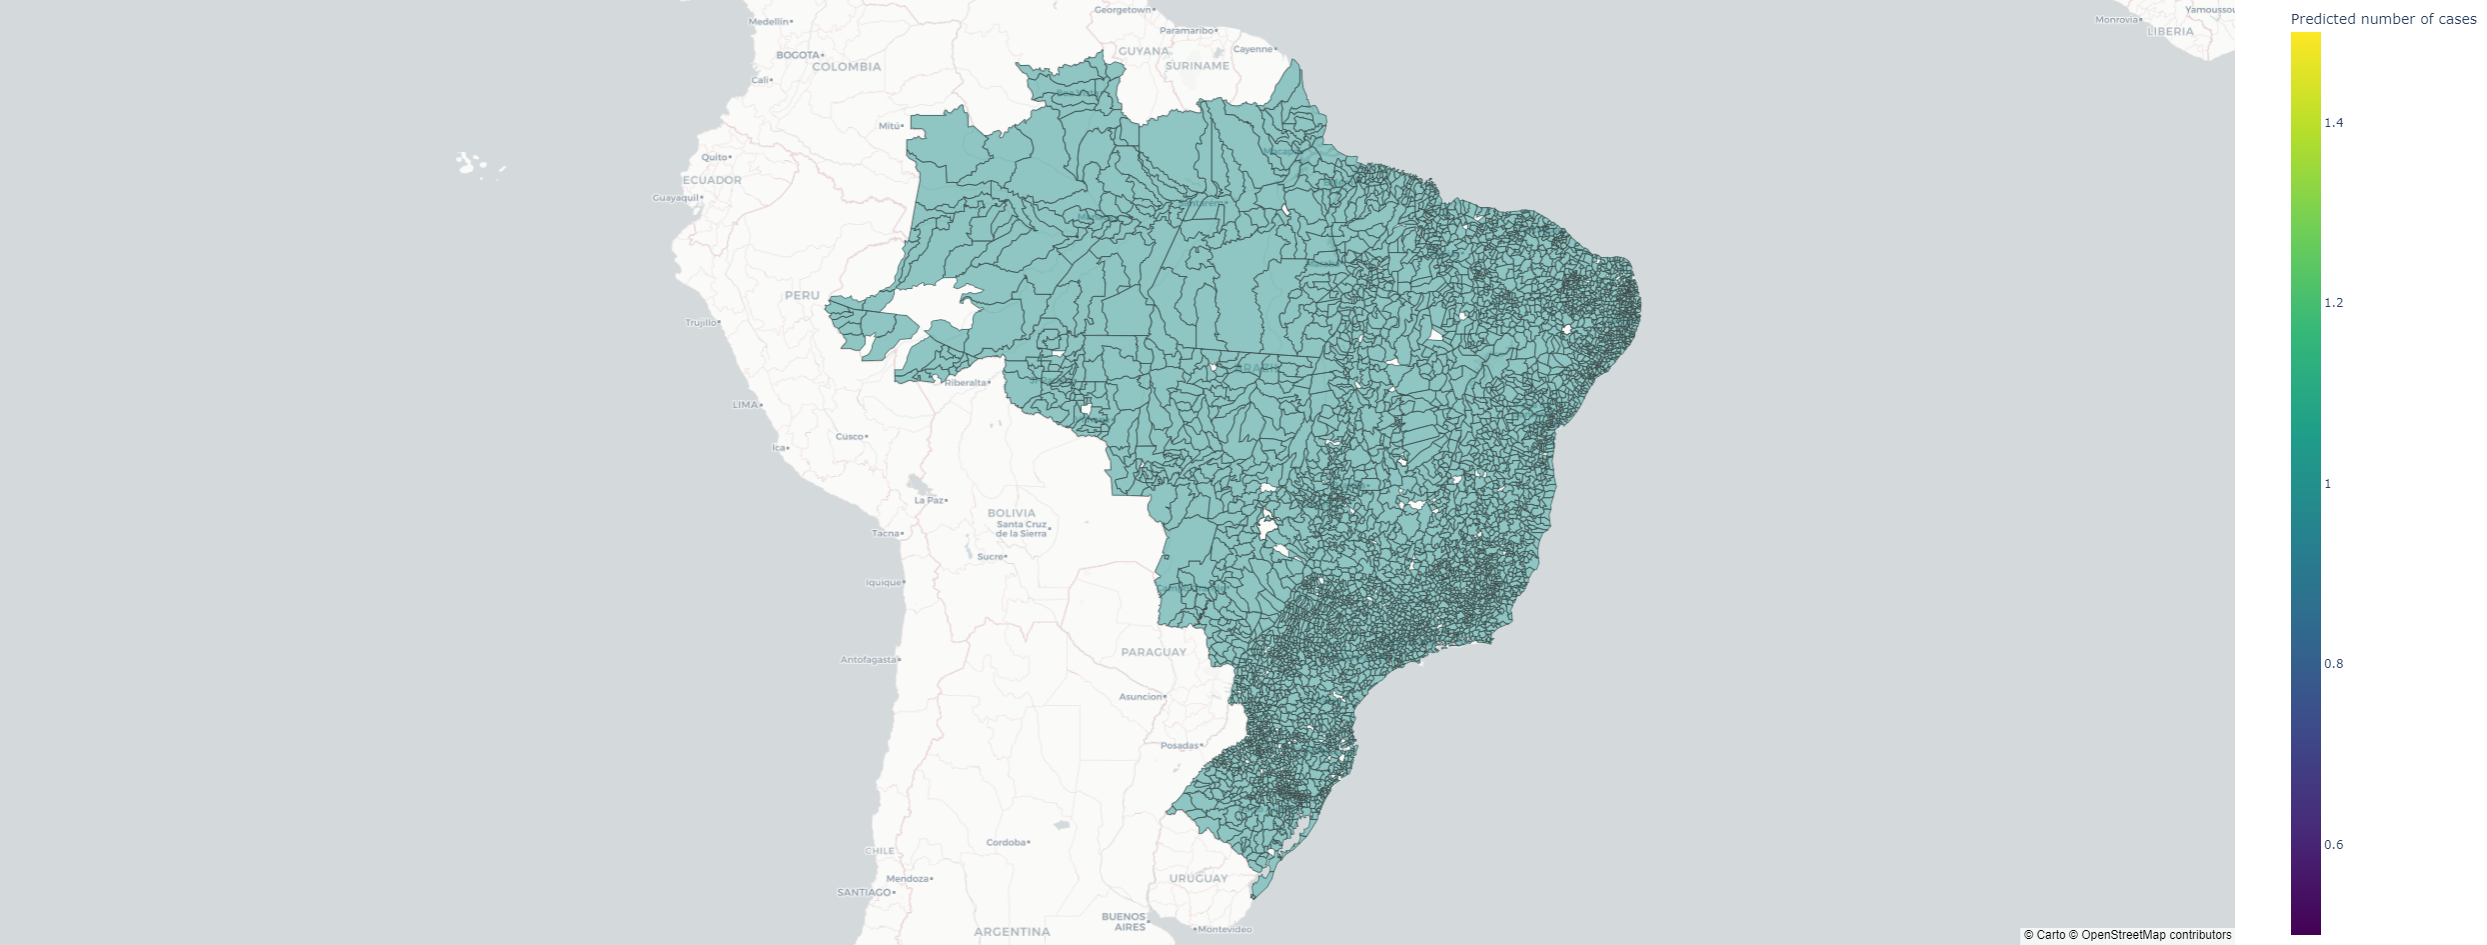 Medellín
BOGOTA
COLOMBIA
Cali
Mitú
Quito
ECUADOR
Guayaquil
PERU
Trujillo
LIMA
Ica
Cusco
Georgetown
Paramaribo
GUYANA
Cayenne
SURINAME
Riberalta
La Paz
BOLIVIA
Santa Cruz
de la Sierra
Tacna
Sucre
Iquique
Antofagasta
PARAGUAY
Asuncion
Posadas
Cordoba
CHILE
Mendoza
SANTIAGO
URUGUAY
BUENOS
AIRES
Montevideo
ARGENTINA
Monrovia
LIBERIA
Predicted number of cases
1.4
1.2
1
0.8
0.6
© Carto © OpenStreetMap contributors